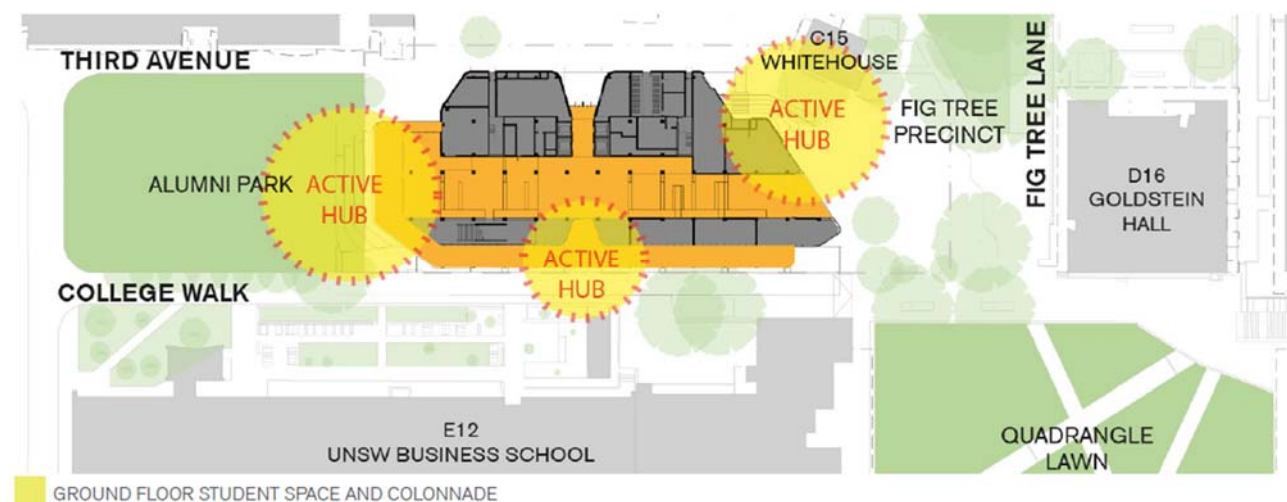 THIRD AVENUE
C15
WHITEHOUSE
ACTIVE
HUB
FIG TREE
PRECINCT
FIG TREE LANE
ALUMNI PARK
ACTIVE
HUB
D16
GOLDSTEIN
HALL
ACTIVE
HUB
COLLEGE WALK
E12
UNSW BUSINESS SCHOOL
QUADRANGLE
LAWN
GROUND FLOOR STUDENT SPACE AND COLONNADE